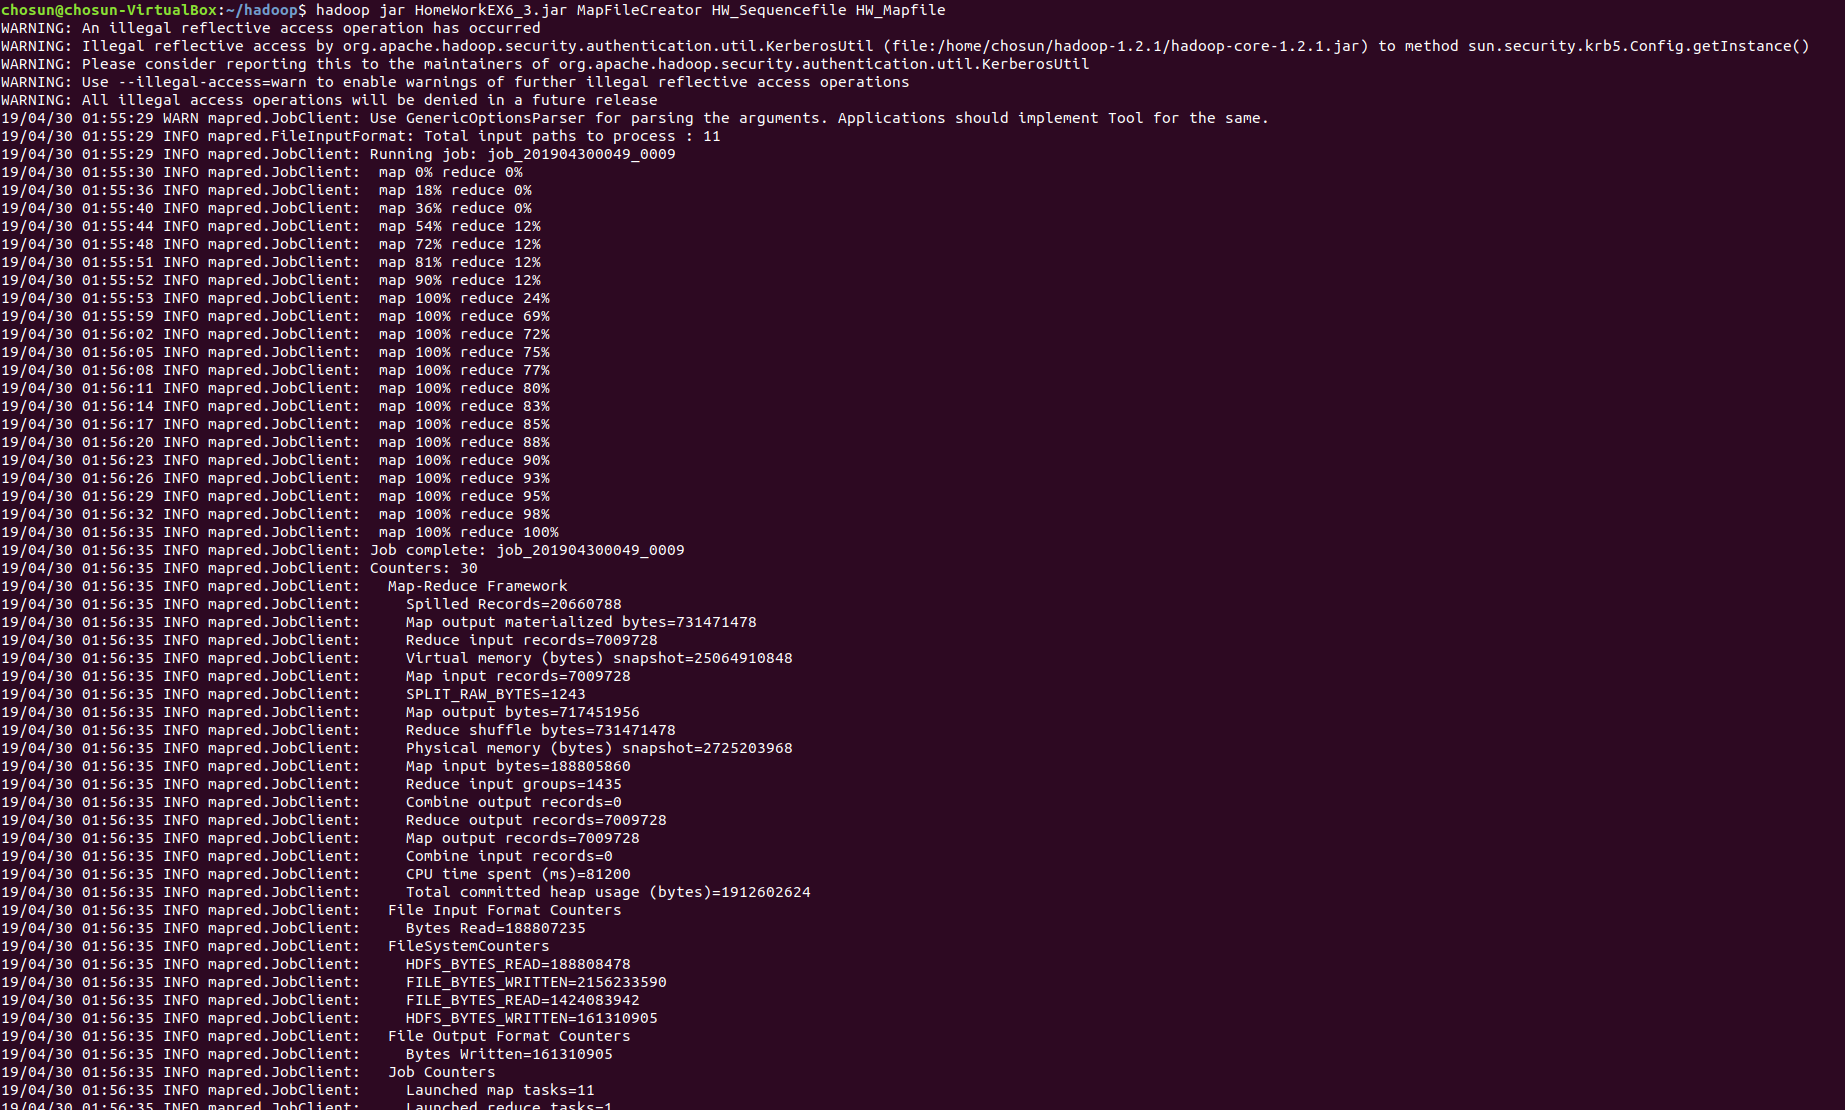 chosun@chosun-VirtualBox:~/hadoop$ hadoop jar HomeWorkEX6_3.jar MapFileCreator HW_Sequencefile HW_Mapfile
WARNING: An illegal reflective access operation has occurred
WARNING: Illegal reflective access by org.apache.hadoop.security.authentication.util.KerberosUtil (file:/home/chosun/hadoop-1.2.1/hadoop-core-1.2.1.jar) to method sun.security.krb5.Config.getInstance()
WARNING: Please consider reporting this to the maintainers of org.apache.hadoop.security.authentication.util.KerberosUtil
WARNING: Use --illegal-access=warn to enable warnings of further illegal reflective access operations
WARNING: All illegal access operations will be denied in a future release
19/04/30 01:55:29 WARN mapred.JobClient: Use GenericOptionsParser for parsing the arguments. Applications should implement Tool for the same.
19/04/30 01:55:29 INFO mapred.FileInputFormat: Total input paths to process : 11
19/04/30 01:55:29 INFO mapred.JobClient: Running job: job_201904300049_0009
19/04/30 01:55:30 INFO mapred.JobClient:  map 0% reduce 0%
19/04/30 01:55:36 INFO mapred.JobClient:  map 18% reduce 0%
19/04/30 01:55:40 INFO mapred.JobClient:  map 36% reduce 0%
19/04/30 01:55:44 INFO mapred.JobClient:  map 54% reduce 12%
19/04/30 01:55:48 INFO mapred.JobClient:  map 72% reduce 12%
19/04/30 01:55:51 INFO mapred.JobClient:  map 81% reduce 12%
19/04/30 01:55:52 INFO mapred.JobClient:  map 90% reduce 12%
19/04/30 01:55:53 INFO mapred.JobClient:  map 100% reduce 24%
19/04/30 01:55:59 INFO mapred.JobClient:  map 100% reduce 69%
19/04/30 01:56:02 INFO mapred.JobClient:  map 100% reduce 72%
19/04/30 01:56:05 INFO mapred.JobClient:  map 100% reduce 75%
19/04/30 01:56:08 INFO mapred.JobClient:  map 100% reduce 77%
19/04/30 01:56:11 INFO mapred.JobClient:  map 100% reduce 80%
19/04/30 01:56:14 INFO mapred.JobClient:  map 100% reduce 83%
19/04/30 01:56:17 INFO mapred.JobClient:  map 100% reduce 85%
19/04/30 01:56:20 INFO mapred.JobClient:  map 100% reduce 88%
19/04/30 01:56:23 INFO mapred.JobClient:  map 100% reduce 90%
19/04/30 01:56:26 INFO mapred.JobClient:  map 100% reduce 93%
19/04/30 01:56:29 INFO mapred.JobClient:  map 100% reduce 95%
19/04/30 01:56:32 INFO mapred.JobClient:  map 100% reduce 98%
19/04/30 01:56:35 INFO mapred.JobClient:  map 100% reduce 100%
19/04/30 01:56:35 INFO mapred.JobClient: Job complete: job_201904300049_0009
19/04/30 01:56:35 INFO mapred.JobClient: Counters: 30
19/04/30 01:56:35 INFO mapred.JobClient:   Map-Reduce Framework
19/04/30 01:56:35 INFO mapred.JobClient:     Spilled Records=20660788
19/04/30 01:56:35 INFO mapred.JobClient:     Map output materialized bytes=731471478
19/04/30 01:56:35 INFO mapred.JobClient:     Reduce input records=7009728
19/04/30 01:56:35 INFO mapred.JobClient:     Virtual memory (bytes) snapshot=25064910848
19/04/30 01:56:35 INFO mapred.JobClient:     Map input records=7009728
19/04/30 01:56:35 INFO mapred.JobClient:     SPLIT_RAW_BYTES=1243
19/04/30 01:56:35 INFO mapred.JobClient:     Map output bytes=717451956
19/04/30 01:56:35 INFO mapred.JobClient:     Reduce shuffle bytes=731471478
19/04/30 01:56:35 INFO mapred.JobClient:     Physical memory (bytes) snapshot=2725203968
19/04/30 01:56:35 INFO mapred.JobClient:     Map input bytes=188805860
19/04/30 01:56:35 INFO mapred.JobClient:     Reduce input groups=1435
19/04/30 01:56:35 INFO mapred.JobClient:     Combine output records=0
19/04/30 01:56:35 INFO mapred.JobClient:     Reduce output records=7009728
19/04/30 01:56:35 INFO mapred.JobClient:     Map output records=7009728
19/04/30 01:56:35 INFO mapred.JobClient:     Combine input records=0
19/04/30 01:56:35 INFO mapred.JobClient:     CPU time spent (ms)=81200
19/04/30 01:56:35 INFO mapred.JobClient:     Total committed heap usage (bytes)=1912602624
19/04/30 01:56:35 INFO mapred.JobClient:   File Input Format Counters
19/04/30 01:56:35 INFO mapred.JobClient:     Bytes Read=188807235
19/04/30 01:56:35 INFO mapred.JobClient:   FileSystemCounters
19/04/30 01:56:35 INFO mapred.JobClient:     HDFS_BYTES_READ=188808478
19/04/30 01:56:35 INFO mapred.JobClient:     FILE_BYTES_WRITTEN=2156233590
19/04/30 01:56:35 INFO mapred.JobClient:     FILE_BYTES_READ=1424083942
19/04/30 01:56:35 INFO mapred.JobClient:     HDFS_BYTES_WRITTEN=161310905
19/04/30 01:56:35 INFO mapred.JobClient:   File Output Format Counters
19/04/30 01:56:35 INFO mapred.JobClient:     Bytes Written=161310905
19/04/30 01:56:35 INFO mapred.JobClient:   Job Counters
19/04/30 01:56:35 INFO mapred.JobClient:     Launched map tasks=11
19/04/30 01:56:35 INFO mapred.JobClient:     Launched reduce tasks=1